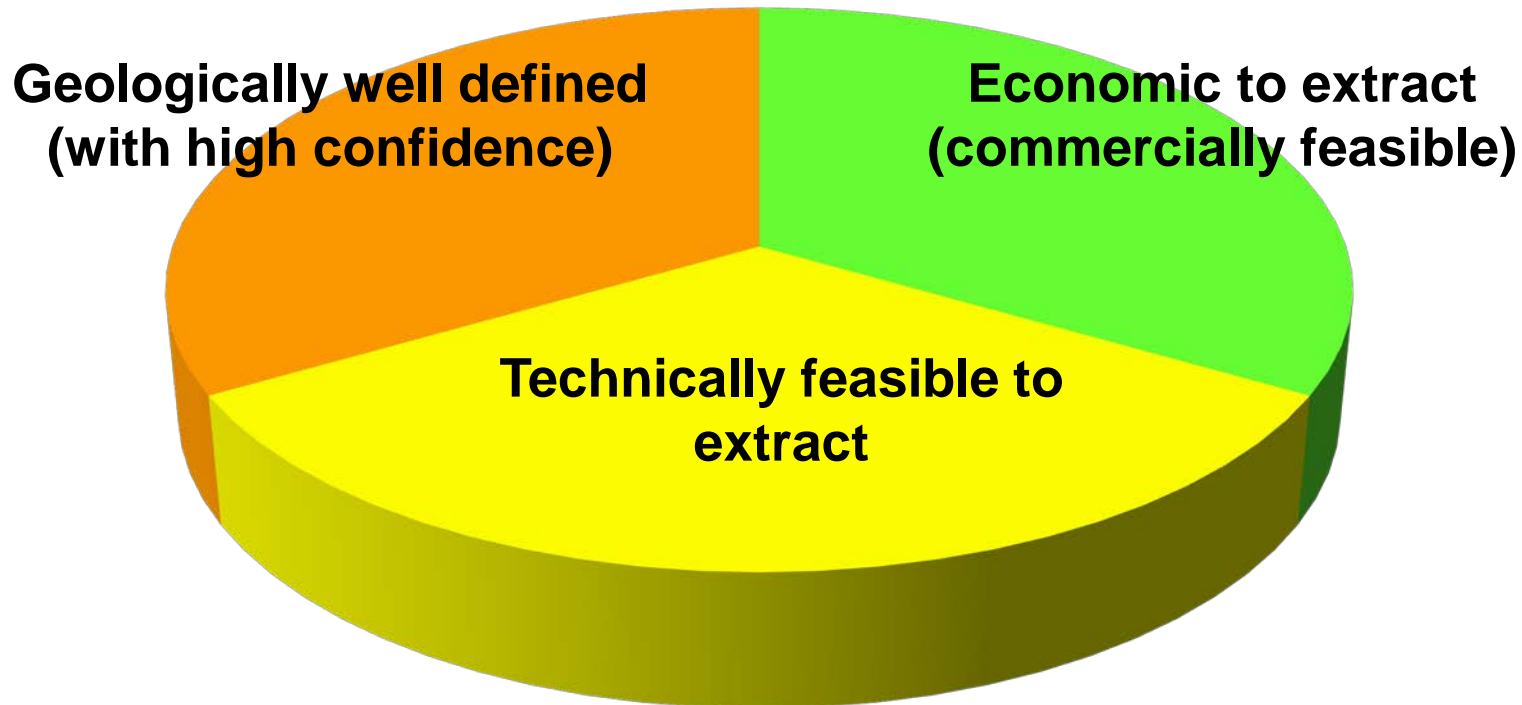 Geologically well defined
(with high confidence)
Economic to extract
(commercially feasible)
Technically feasible to
extract